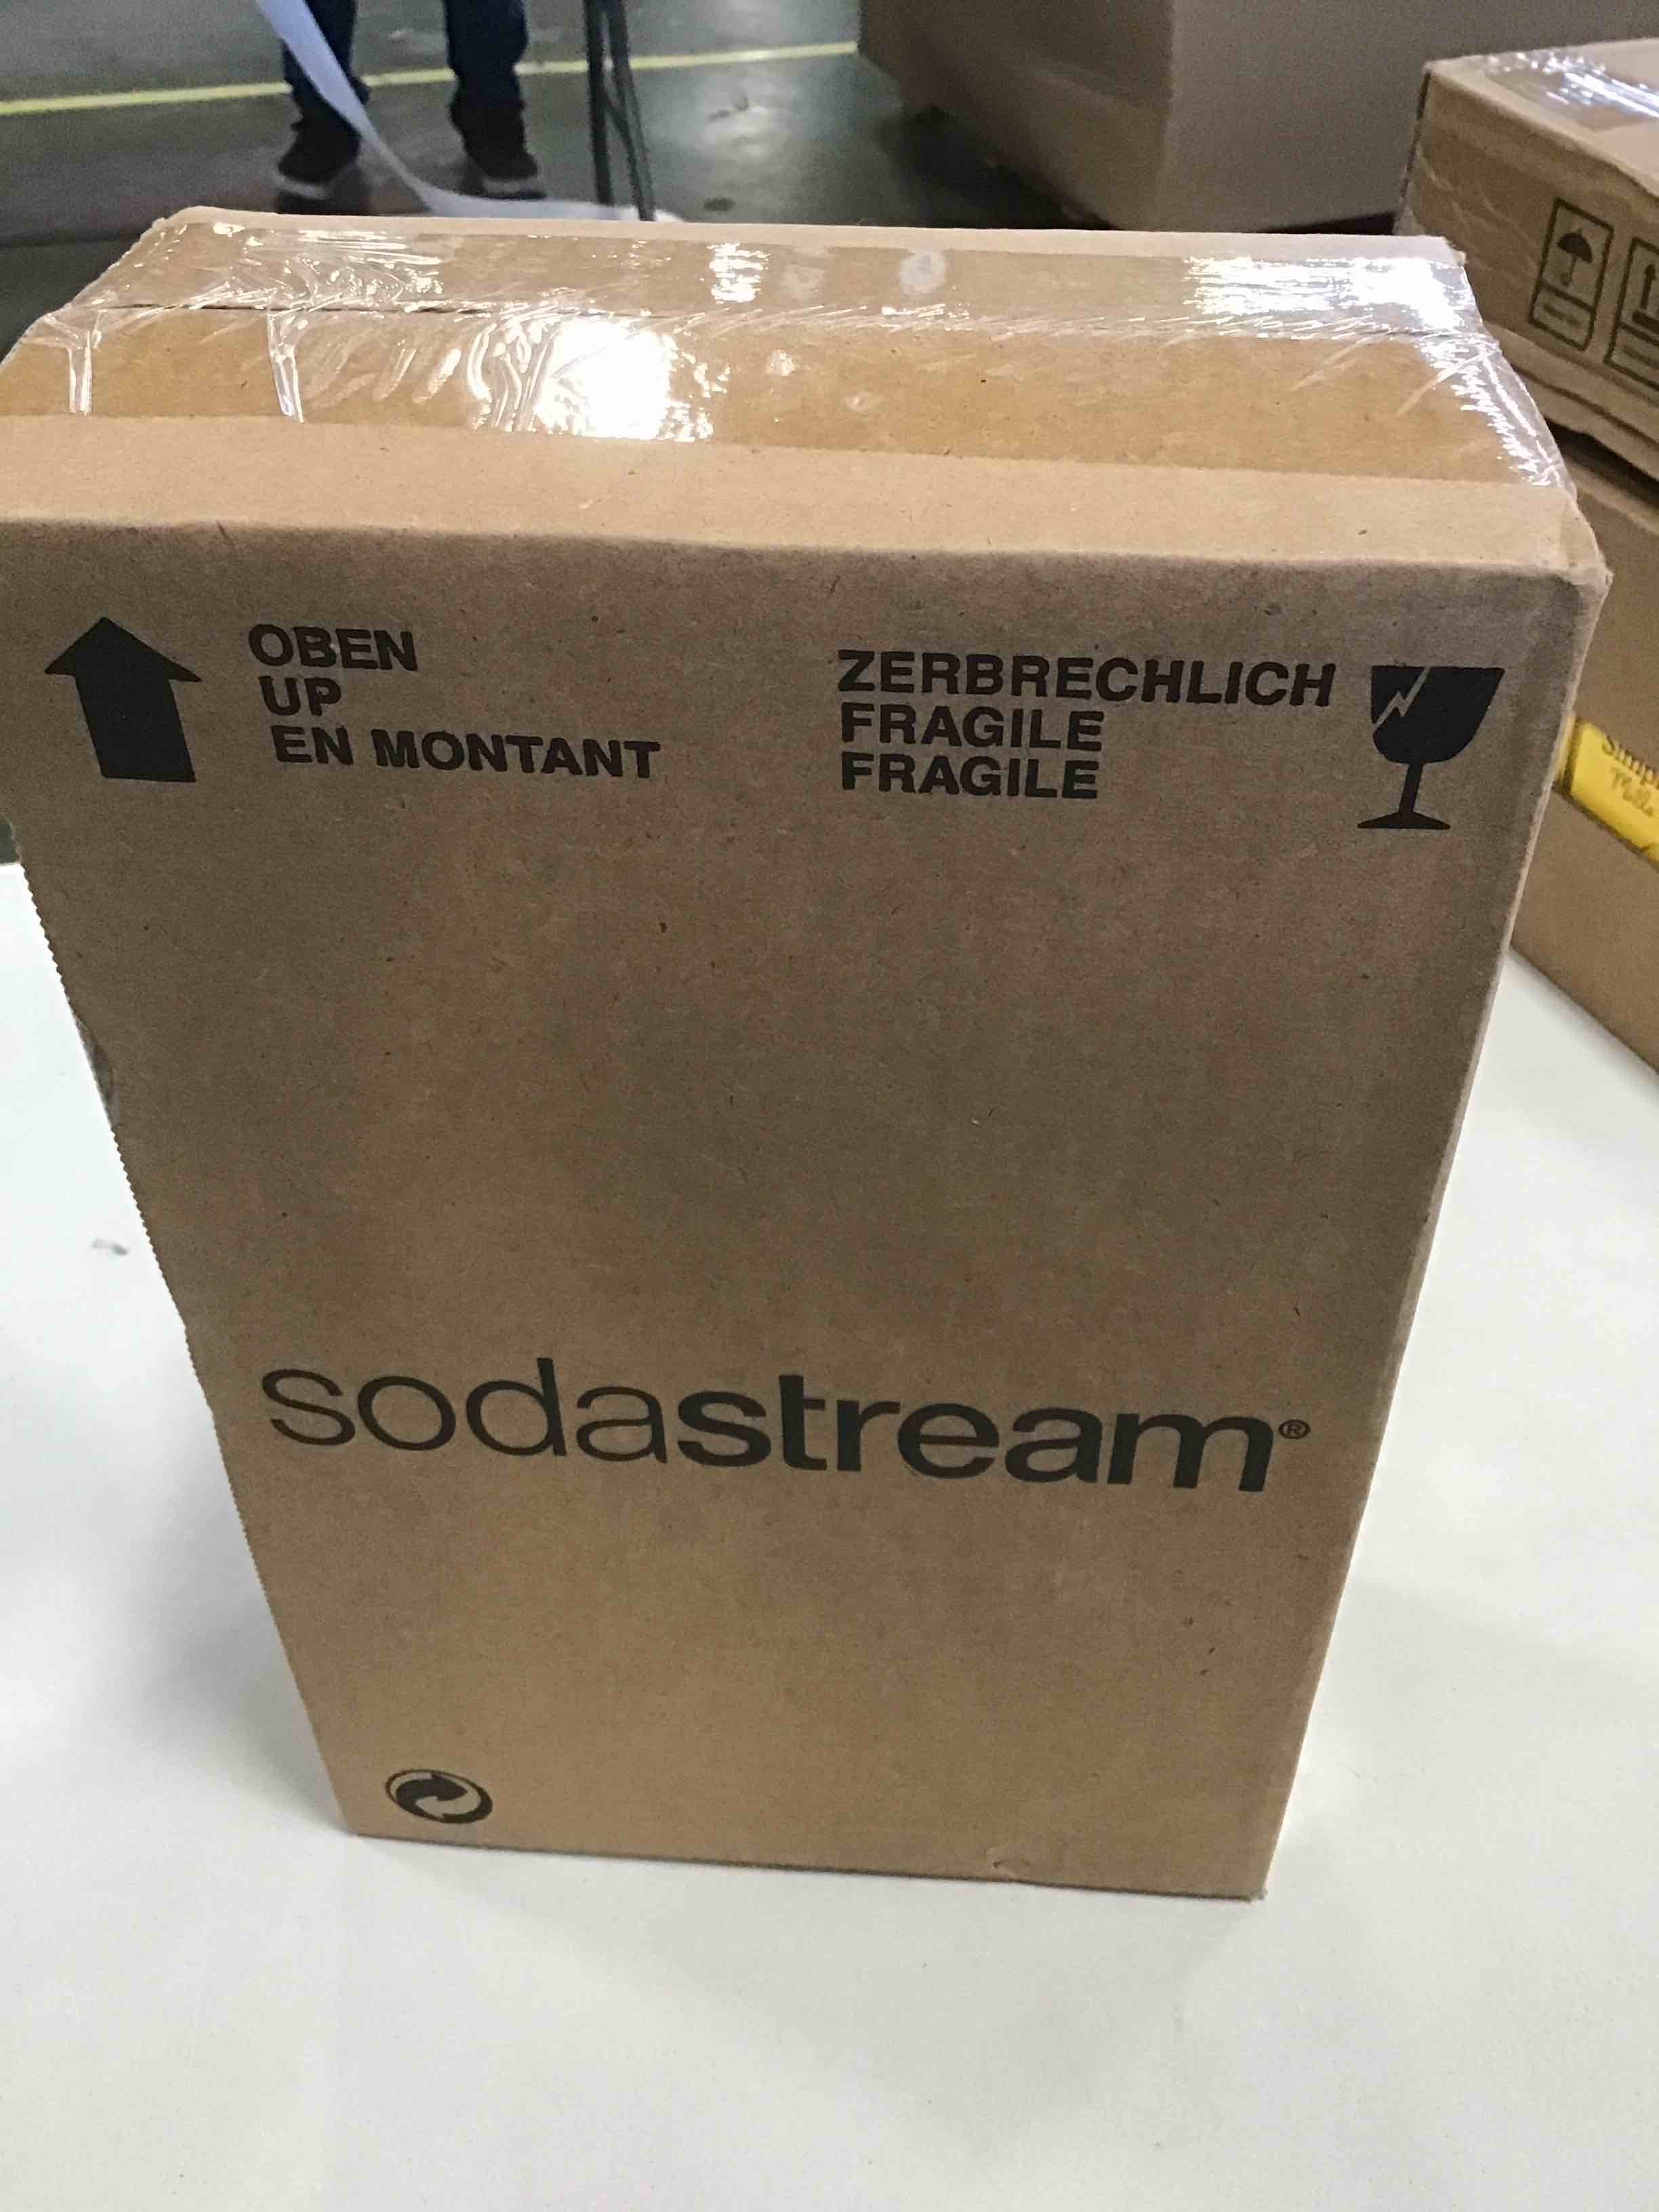 OBEN
UP
EN MONTANT
ZERBRECHLICH
FRAGILE
FRAGILE
sodastream®